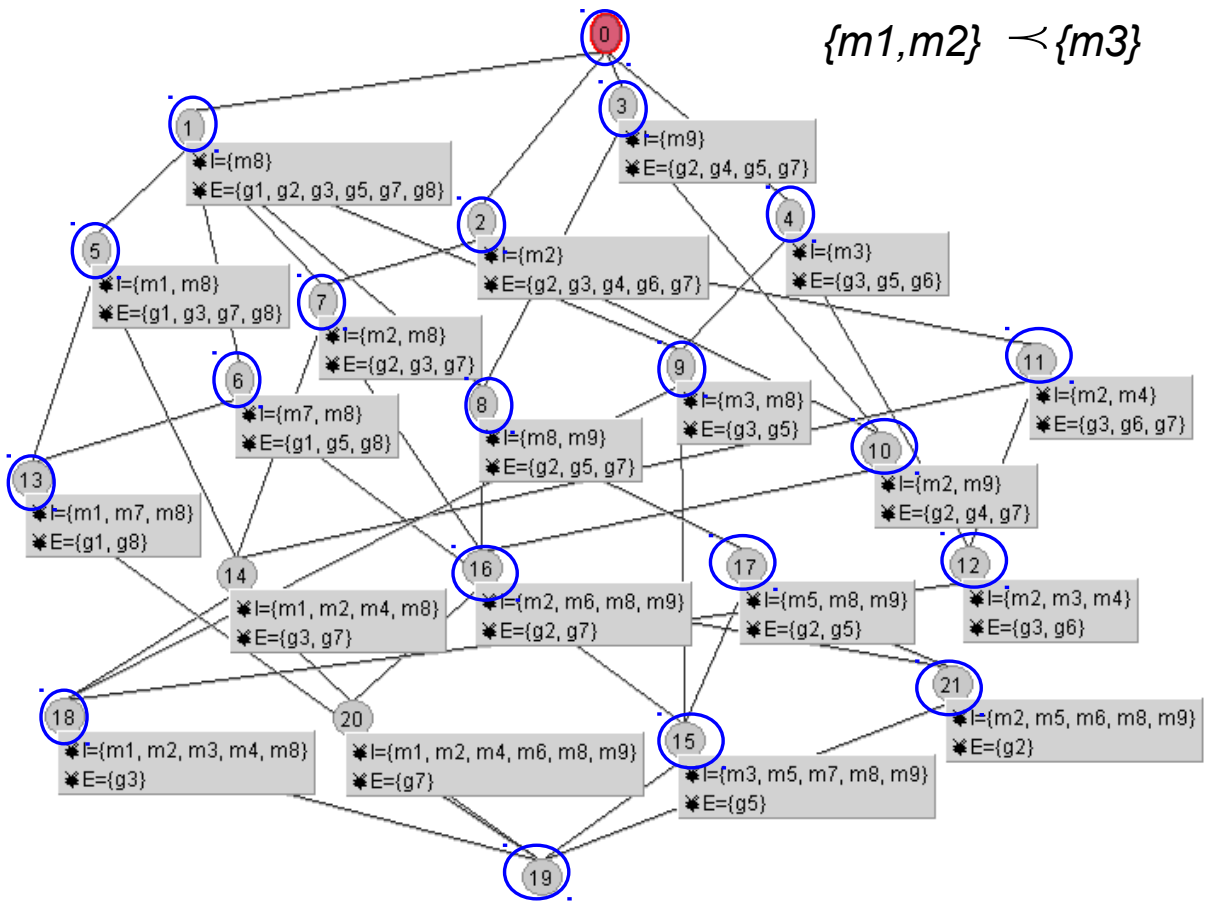 0
{m1,m2} ≺ {m3}
3
1
I={m9}
E={g2, g4, g5, g7}
I={m8}
E={g1, g2, g3, g5, g7, g8}
2
4
5
I={m2}
E={g2, g3, g4, g6, g7}
I={m3}
E={g3, g5, g6}
I={m1, m8}
E={g1, g3, g7, g8}
7
I={m2, m8}
E={g2, g3, g7}
11
9
6
I={m2, m4}
E={g3, g6, g7}
I={m3, m8}
E={g3, g5}
8
I={m7, m8}
E={g1, g5, g8}
I={m8, m9}
E={g2, g5, g7}
10
13
I={m2, m9}
E={g2, g4, g7}
I={m1, m7, m8}
E={g1, g8}
14
16
17
12
I={m1, m2, m4, m8}
E={g3, g7}
I={m2, m6, m8, m9}
E={g2, g7}
I={m5, m8, m9}
E={g2, g5}
I={m2, m3, m4}
E={g3, g6}
21
18
20
I={m2, m5, m6, m8, m9}
E={g2}
15
I={m1, m2, m3, m4, m8}
E={g3}
I={m1, m2, m4, m6, m8, m9}
E={g7}
I={m3, m5, m7, m8, m9}
E={g5}
19